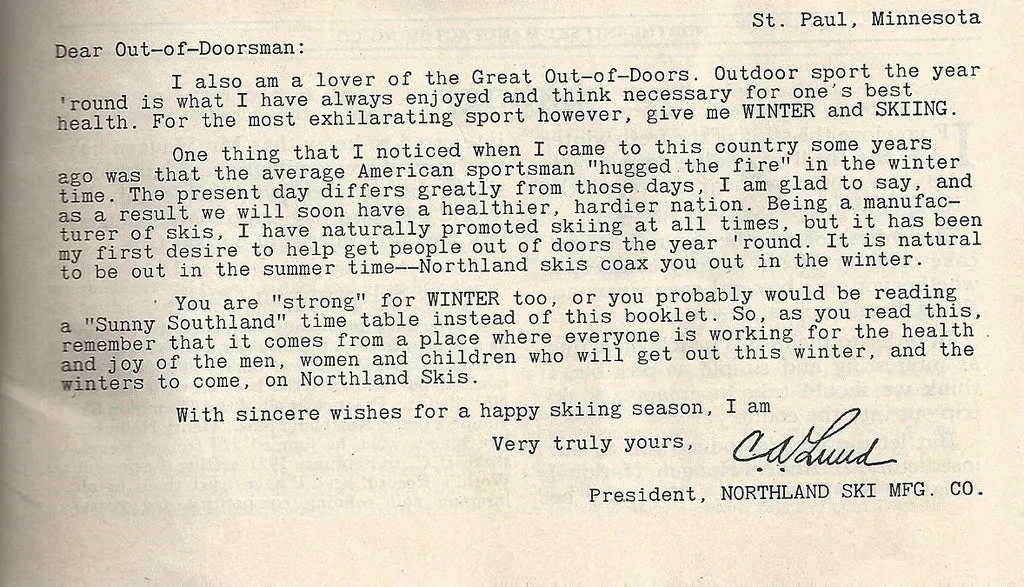 St. Paul, Minnesota
Dear Out-of-Doorsman:
I also am a lover of the Great Out-of-Doors. Outdoor sport the year
'round is what I have always enjoyed and think necessary for one's best
health. For the most exhilarating sport however, give me WINTER and SKIING.
One thing that I noticed when I came to this country some years
ago was that the average American sportsman "hugged the fire" in the winter
time. The present day differs greatly from those days, I am glad to say, and
as a result we will soon have a healthier, hardier nation. Being a manufac-
turer of skis, I have naturally promoted skiing at all times, but it has been
my first desire to help get people out of doors the year 'round. It is natural
to be out in the summer time--Northland skis coax you out in the winter.
You are "strong" for WINTER too, or you probably would be reading
a "Sunny Southland" time table instead of this booklet. So, as you read this,
remember that it comes from a place where everyone is working for the health
and joy of the men, women and children who will get out this winter, and the
winters to come, on Northland Skis.
With sincere wishes for a happy skiing season, I am
Very truly yours,
C.A. Lund
President, NORTHLAND SKI MFG. CO.